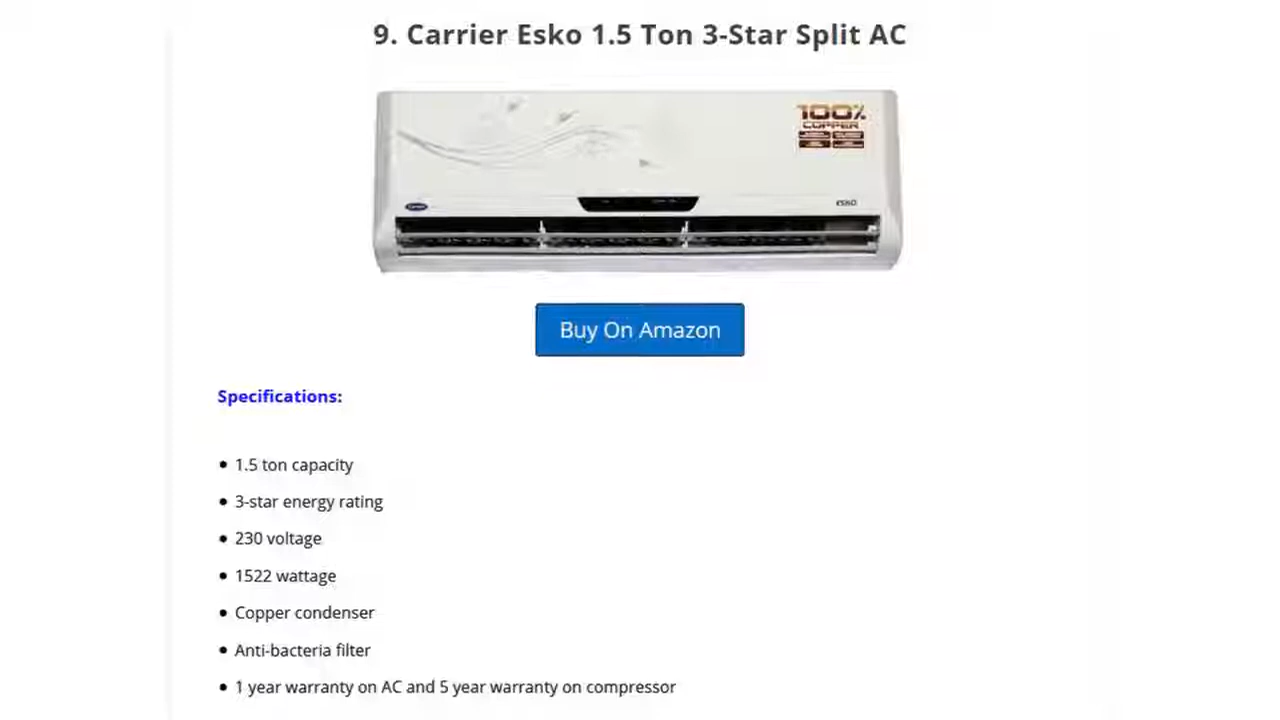 9. Carrier Esko 1.5 Ton 3-Star Split AC
100%
COPPER
Carrier
ESKO
Buy On Amazon
Specifications:
1.5 ton capacity
3-star energy rating
230 voltage
1522 wattage
Copper condenser
Anti-bacteria filter
1 year warranty on AC and 5 year warranty on compressor